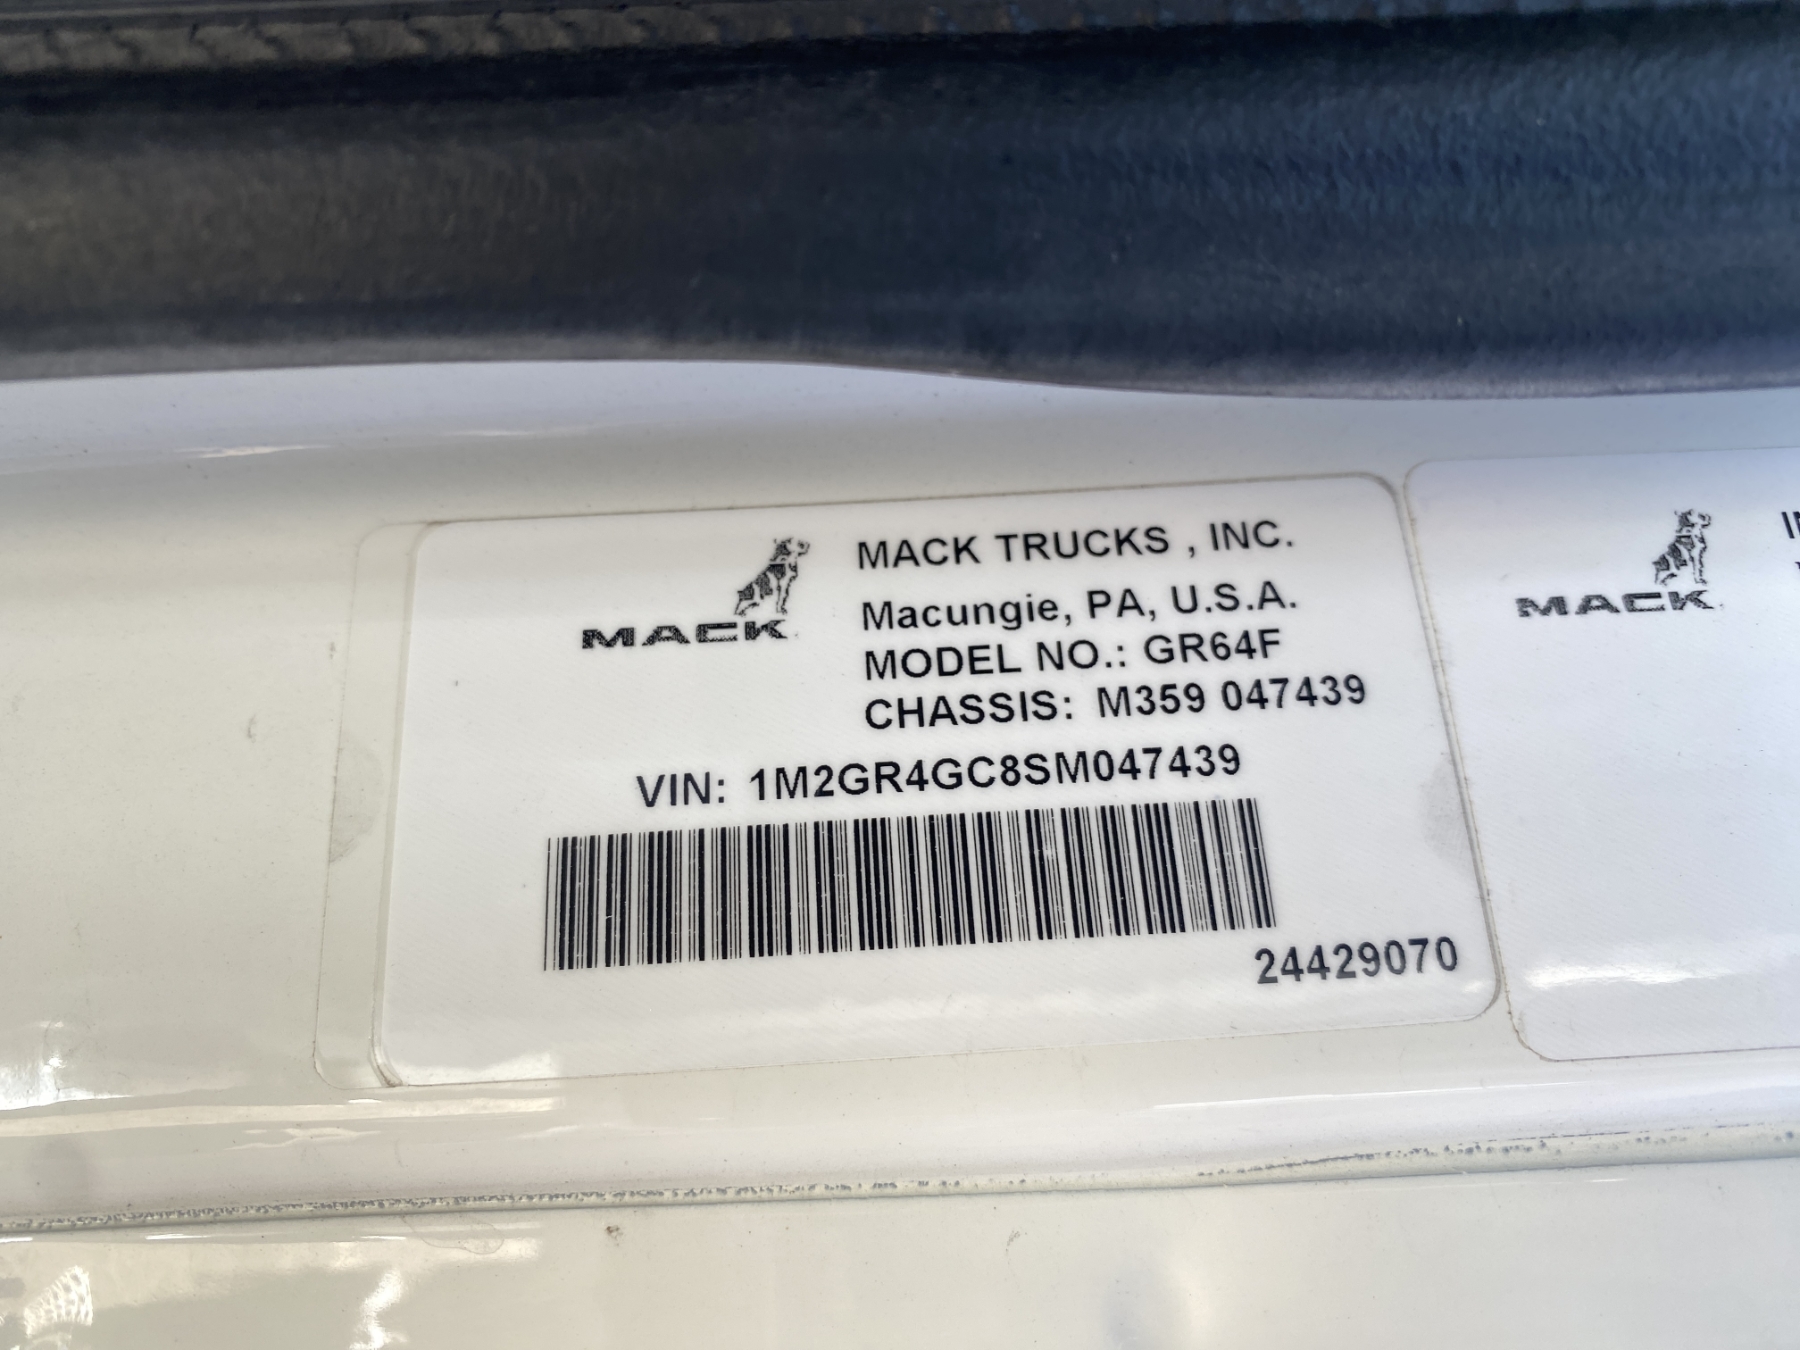 MACK TRUCKS , INC.
Macungie, PA, U.S.A.
MACK
MODEL NO.: GR64F
CHASSIS: M359 047439
VIN: 1M2GR4GC8SM047439
24429070
MACK